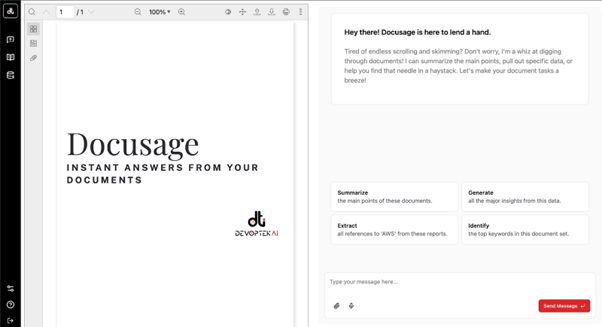 1 / 1
100%
Docusage
INSTANT ANSWERS FROM YOUR
DOCUMENTS
dti
DEVOPTEK AI
Hey there! Docusage is here to lend a hand.
Tired of endless scrolling and skimming? Don't worry, I'm a whiz at digging
through documents! I can summarize the main points, pull out specific data, or
help you find that needle in a haystack. Let's make your document tasks a
breeze!
Summarize
the main points of these documents.
Generate
all the major insights from this data.
Extract
all references to 'AWS' from these reports.
Identify
the top keywords in this document set.
Type your message here...
Send Message